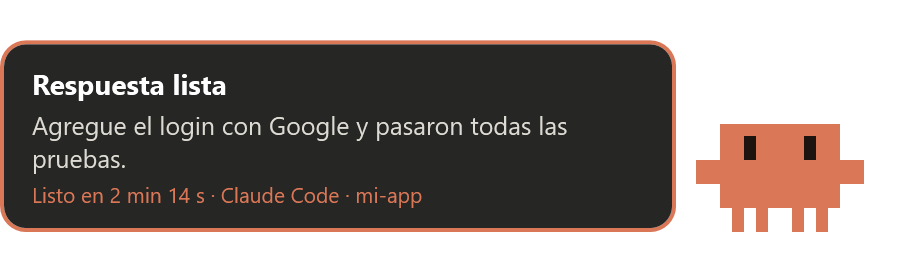 Respuesta lista
Agregue el login con Google y pasaron todas las
pruebas.
Listo en 2 min 14 s · Claude Code · mi-app